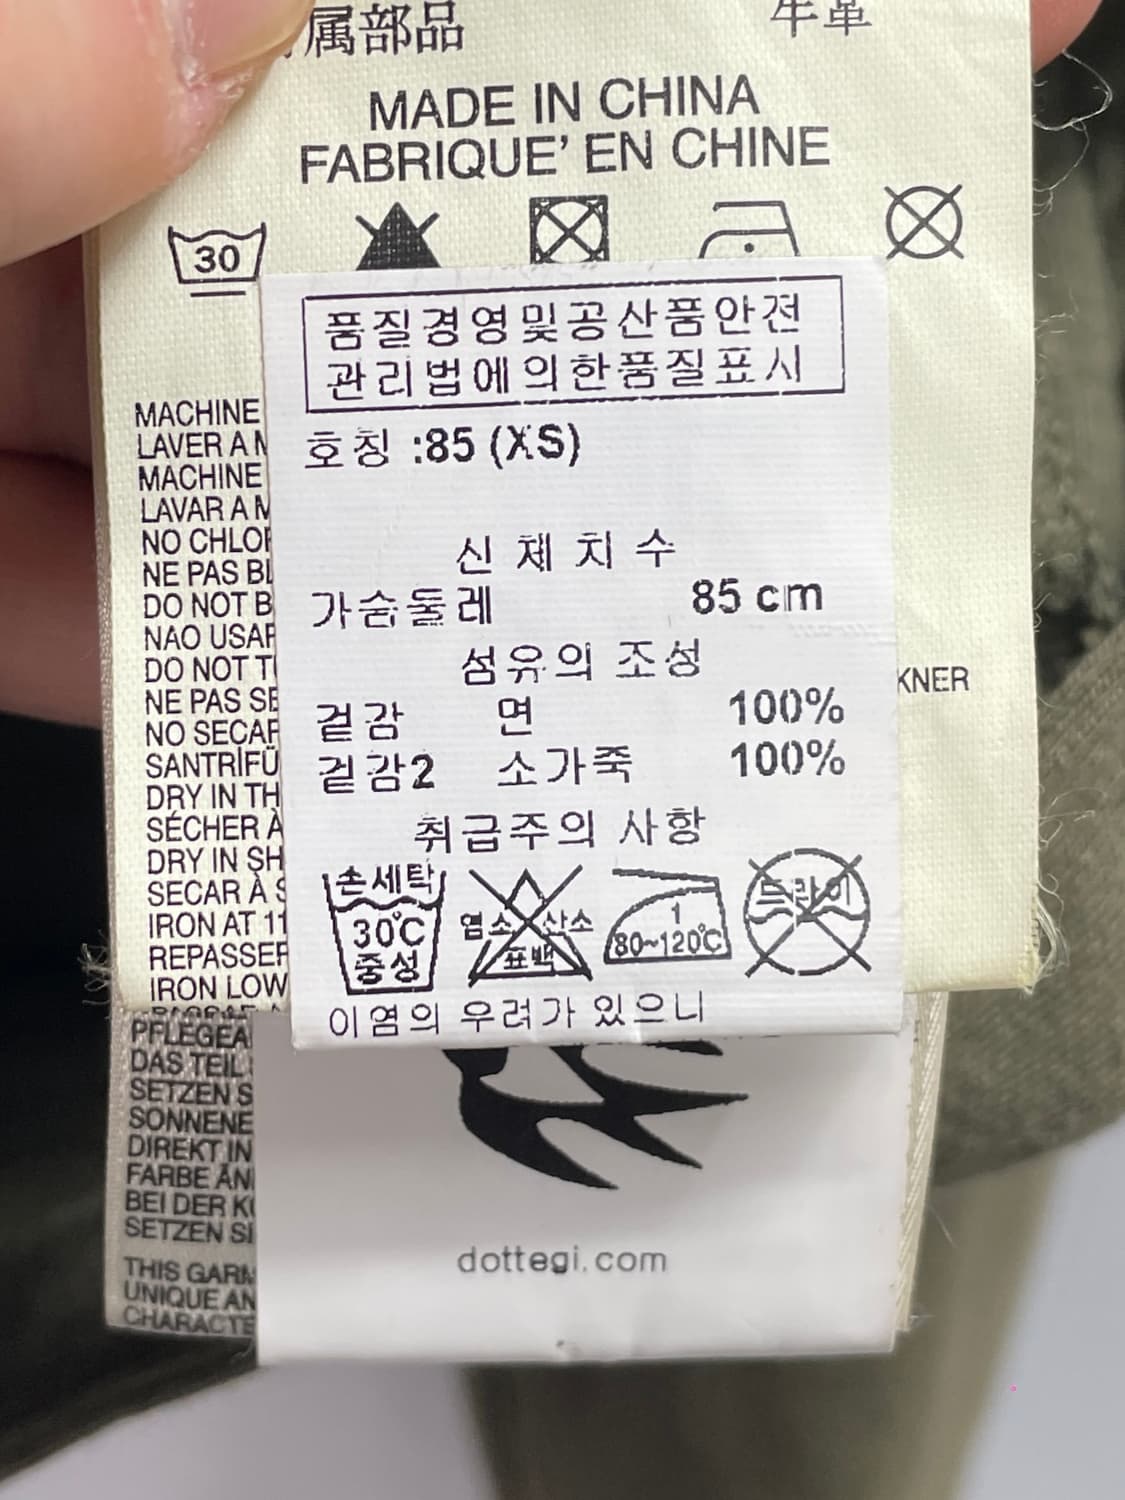 属部品 牛革
MADE IN CHINA
FABRIQUE' EN CHINE
30
품질경영및공산품안전
관리법에의한품질표시
호칭 :85 (XS)
신체치수
가슴둘레 85 cm
섬유의 조성
겉감 면 100%
겉감2 소가죽 100%
취급주의 사항
손세탁 30℃ 중성
염소 산소 표백
1 80~120℃
드라이
이염의 우려가 있으니
MACHINE
LAVER A M
MACHINE
LAVAR A M
NO CHLOR
NE PAS BL
DO NOT B
NAO USAR
DO NOT T
NE PAS SE
KNER
NO SECAR
SANTRİFÜ
DRY IN TH
SÉCHER À
DRY IN SH
SECAR À S
IRON AT 11
REPASSER
IRON LOW
PFLEGEA
DAS TEIL
SETZEN S
SONNENE
DIREKT IN
FARBE ÄN
BEI DER K
SETZEN SI
THIS GARM
UNIQUE AN
CHARACTE
dottegi.com